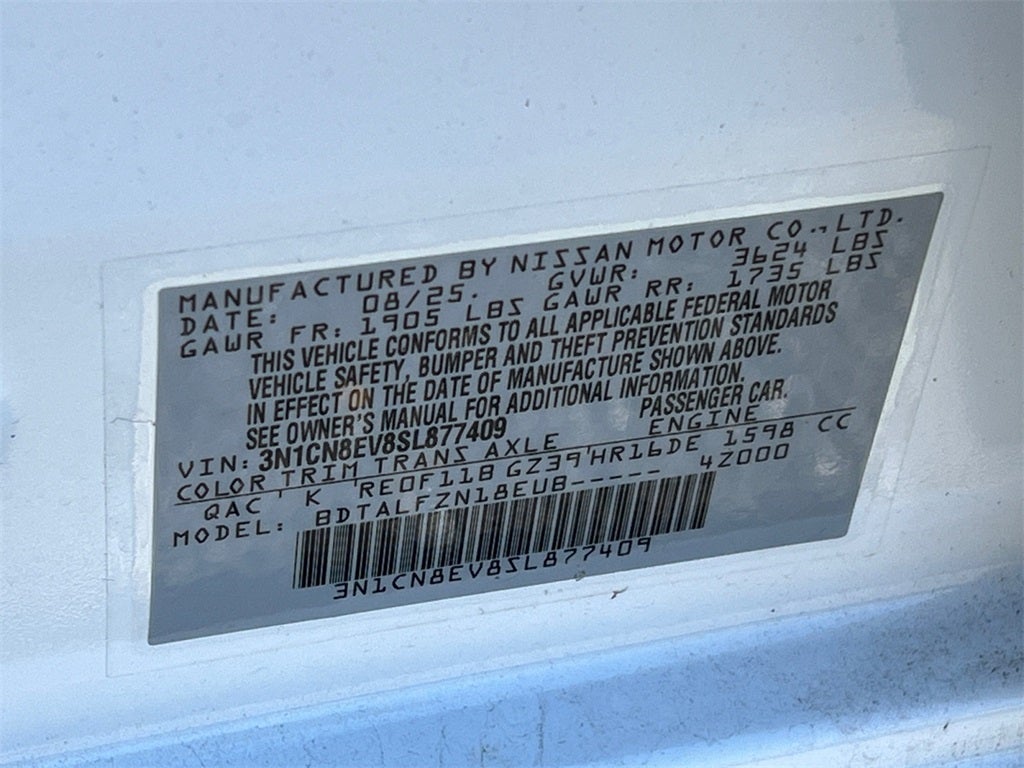 MANUFACTURED BY NISSAN MOTOR CO., LTD.
DATE: 08/25. GVWR: 3624 LBS
GAWR FR: 1905 LBS GAWR RR: 1735 LBS
THIS VEHICLE CONFORMS TO ALL APPLICABLE FEDERAL MOTOR
VEHICLE SAFETY, BUMPER AND THEFT PREVENTION STANDARDS
IN EFFECT ON THE DATE OF MANUFACTURE SHOWN ABOVE.
SEE OWNER'S MANUAL FOR ADDITIONAL INFORMATION.
VIN: 3N1CN8EV8SL877409 PASSENGER CAR.
COLOR TRIM TRANS AXLE ENGINE
QAC K RE0F11B GZ39 HR16DE 1598 CC
MODEL: BDTALFZN18EUB----- 4Z000
3N1CN8EV8SL877409